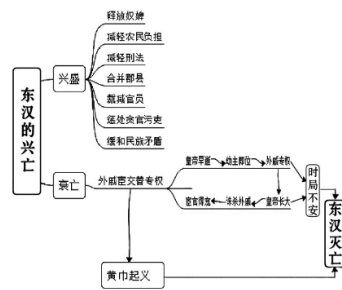 东汉的兴亡
兴盛
释放奴婢
减轻农民负担
减轻刑法
合并郡县
裁减官员
惩处贪官污吏
缓和民族矛盾
衰亡
外戚宦交替专权
皇帝早逝
幼主即位
外戚专权
宦官得宠
诛杀外戚
皇帝长大
时局不安
东汉灭亡
黄巾起义